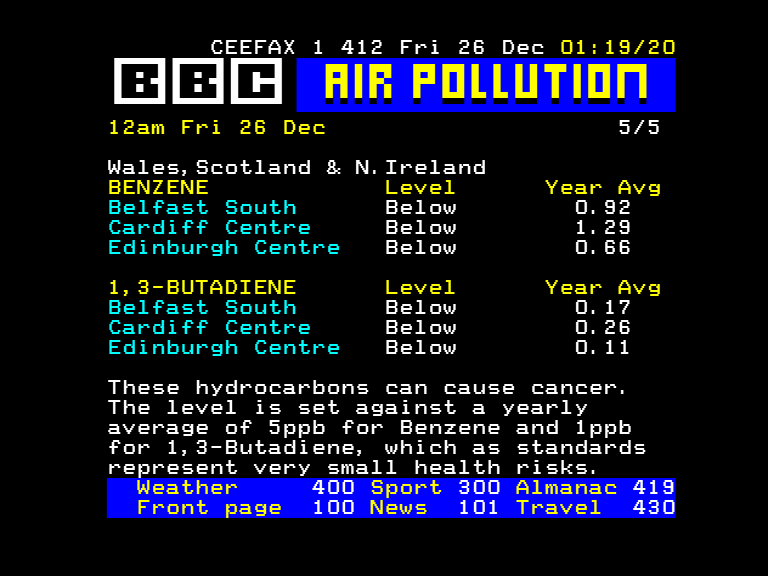 CEEFAX 1 412 Fri 26 Dec 01:19/20
BBC AIR POLLUTION
12am Fri 26 Dec 5/5
Wales,Scotland & N.Ireland
BENZENE Level Year Avg
Belfast South Below 0.92
Cardiff Centre Below 1.29
Edinburgh Centre Below 0.66
1,3-BUTADIENE Level Year Avg
Belfast South Below 0.17
Cardiff Centre Below 0.26
Edinburgh Centre Below 0.11
These hydrocarbons can cause cancer.
The level is set against a yearly
average of 5ppb for Benzene and 1ppb
for 1,3-Butadiene, which as standards
represent very small health risks.
Weather 400 Sport 300 Almanac 419
Front page 100 News 101 Travel 430